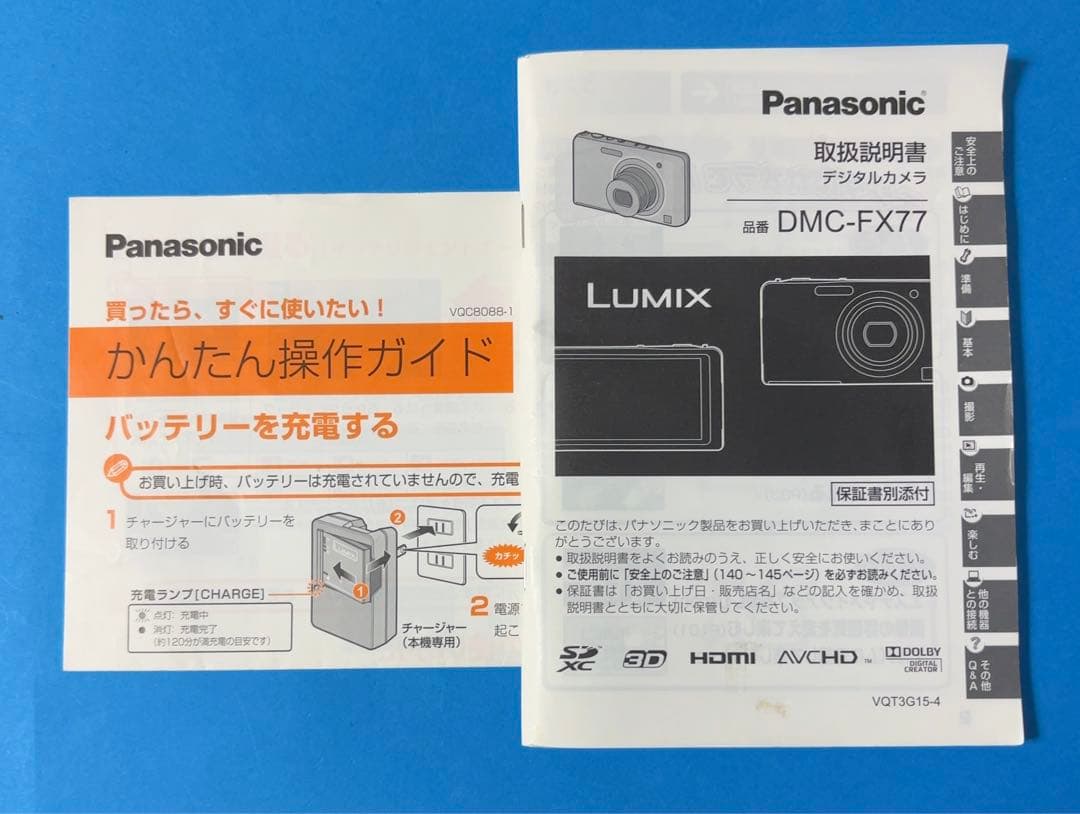 Panasonic
買ったら、すぐに使いたい！
VQC8088-1
かんたん操作ガイド
バッテリーを充電する
お買い上げ時、バッテリーは充電されていませんので、充電
1 チャージャーにバッテリーを
取り付ける
充電ランプ[CHARGE]
点灯: 充電中
● 消灯: 充電完了
(約120分が満充電の目安です)
LUMIX
1
2
カチッ
チャージャー
(本機専用)
2 電源
起こ
Panasonic®
取扱説明書
デジタルカメラ
品番 DMC-FX77
LUMIX
保証書別添付
このたびは、パナソニック製品をお買い上げいただき、まことにあり
がとうございます。
● 取扱説明書をよくお読みのうえ、正しく安全にお使いください。
● ご使用前に「安全上のご注意」(140～145ページ)を必ずお読みください。
● 保証書は「お買い上げ日・販売店名」などの記入を確かめ、取扱
説明書とともに大切に保管してください。
SD XC™ 3D HDMI AVCHD™ DOLBY DIGITAL CREATOR
VQT3G15-4
安全上の
ご注意
はじめに
準備
基本
撮影
再生・
編集
楽しむ
他の機器
との接続
その他
Q&A